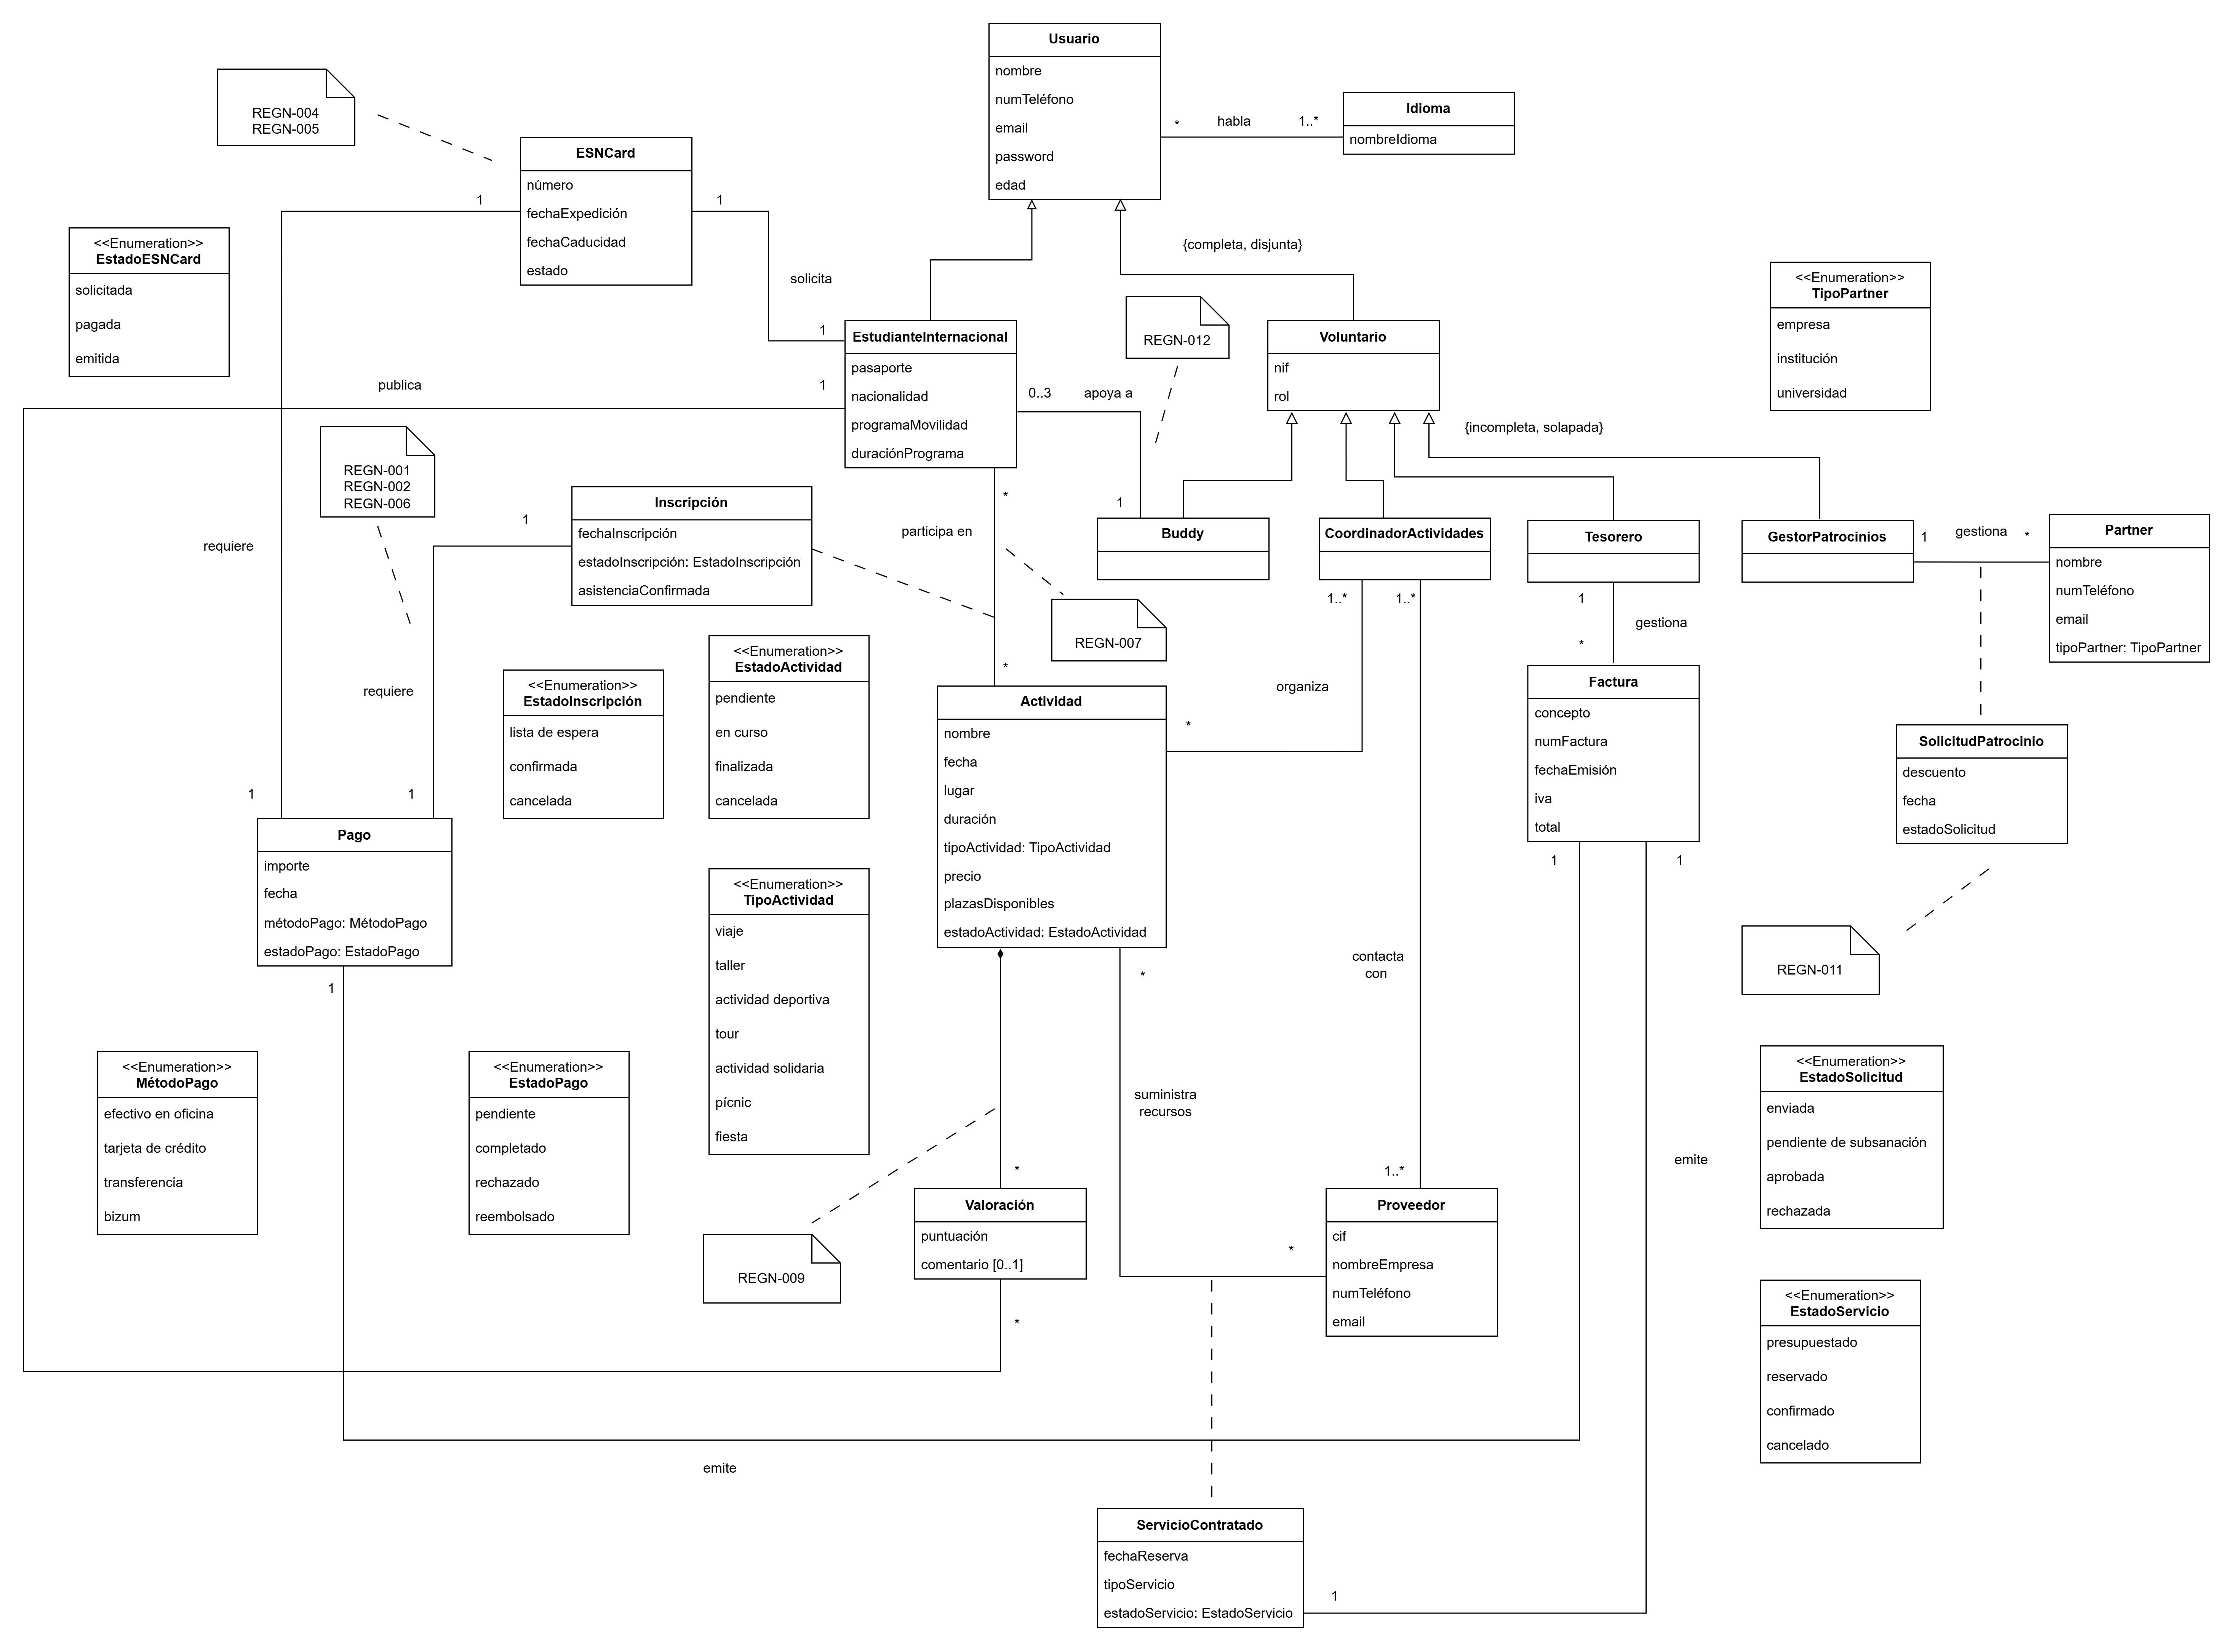 Usuario
nombre
numTeléfono
email
password
edad
*
habla
1..*
Idioma
nombreIdioma
REGN-004
REGN-005
ESNCard
número
fechaExpedición
fechaCaducidad
estado
1
1
<<Enumeration>>
EstadoESNCard
solicitada
pagada
emitida
solicita
1
{completa, disjunta}
<<Enumeration>>
TipoPartner
empresa
institución
universidad
EstudianteInternacional
pasaporte
nacionalidad
programaMovilidad
duraciónPrograma
REGN-012
Voluntario
nif
rol
publica
1
0..3
apoya a
1
{incompleta, solapada}
REGN-001
REGN-002
REGN-006
Inscripción
fechaInscripción
estadoInscripción: EstadoInscripción
asistenciaConfirmada
1
requiere
*
participa en
*
Buddy
CoordinadorActividades
Tesorero
GestorPatrocinios
1
gestiona
*
Partner
nombre
numTeléfono
email
tipoPartner: TipoPartner
REGN-007
1..*
1..*
1
gestiona
*
requiere
<<Enumeration>>
EstadoInscripción
lista de espera
confirmada
cancelada
<<Enumeration>>
EstadoActividad
pendiente
en curso
finalizada
cancelada
Actividad
nombre
fecha
lugar
duración
tipoActividad: TipoActividad
precio
plazasDisponibles
estadoActividad: EstadoActividad
organiza
*
Factura
concepto
numFactura
fechaEmisión
iva
total
1
1
SolicitudPatrocinio
descuento
fecha
estadoSolicitud
1
1
Pago
importe
fecha
métodoPago: MétodoPago
estadoPago: EstadoPago
1
<<Enumeration>>
TipoActividad
viaje
taller
actividad deportiva
tour
actividad solidaria
pícnic
fiesta
REGN-011
contacta
con
*
<<Enumeration>>
MétodoPago
efectivo en oficina
tarjeta de crédito
transferencia
bizum
<<Enumeration>>
EstadoPago
pendiente
completado
rechazado
reembolsado
suministra
recursos
emite
<<Enumeration>>
EstadoSolicitud
enviada
pendiente de subsanación
aprobada
rechazada
*
1..*
Valoración
puntuación
comentario [0..1]
*
REGN-009
*
Proveedor
cif
nombreEmpresa
numTeléfono
email
<<Enumeration>>
EstadoServicio
presupuestado
reservado
confirmado
cancelado
emite
ServicioContratado
fechaReserva
tipoServicio
estadoServicio: EstadoServicio
1